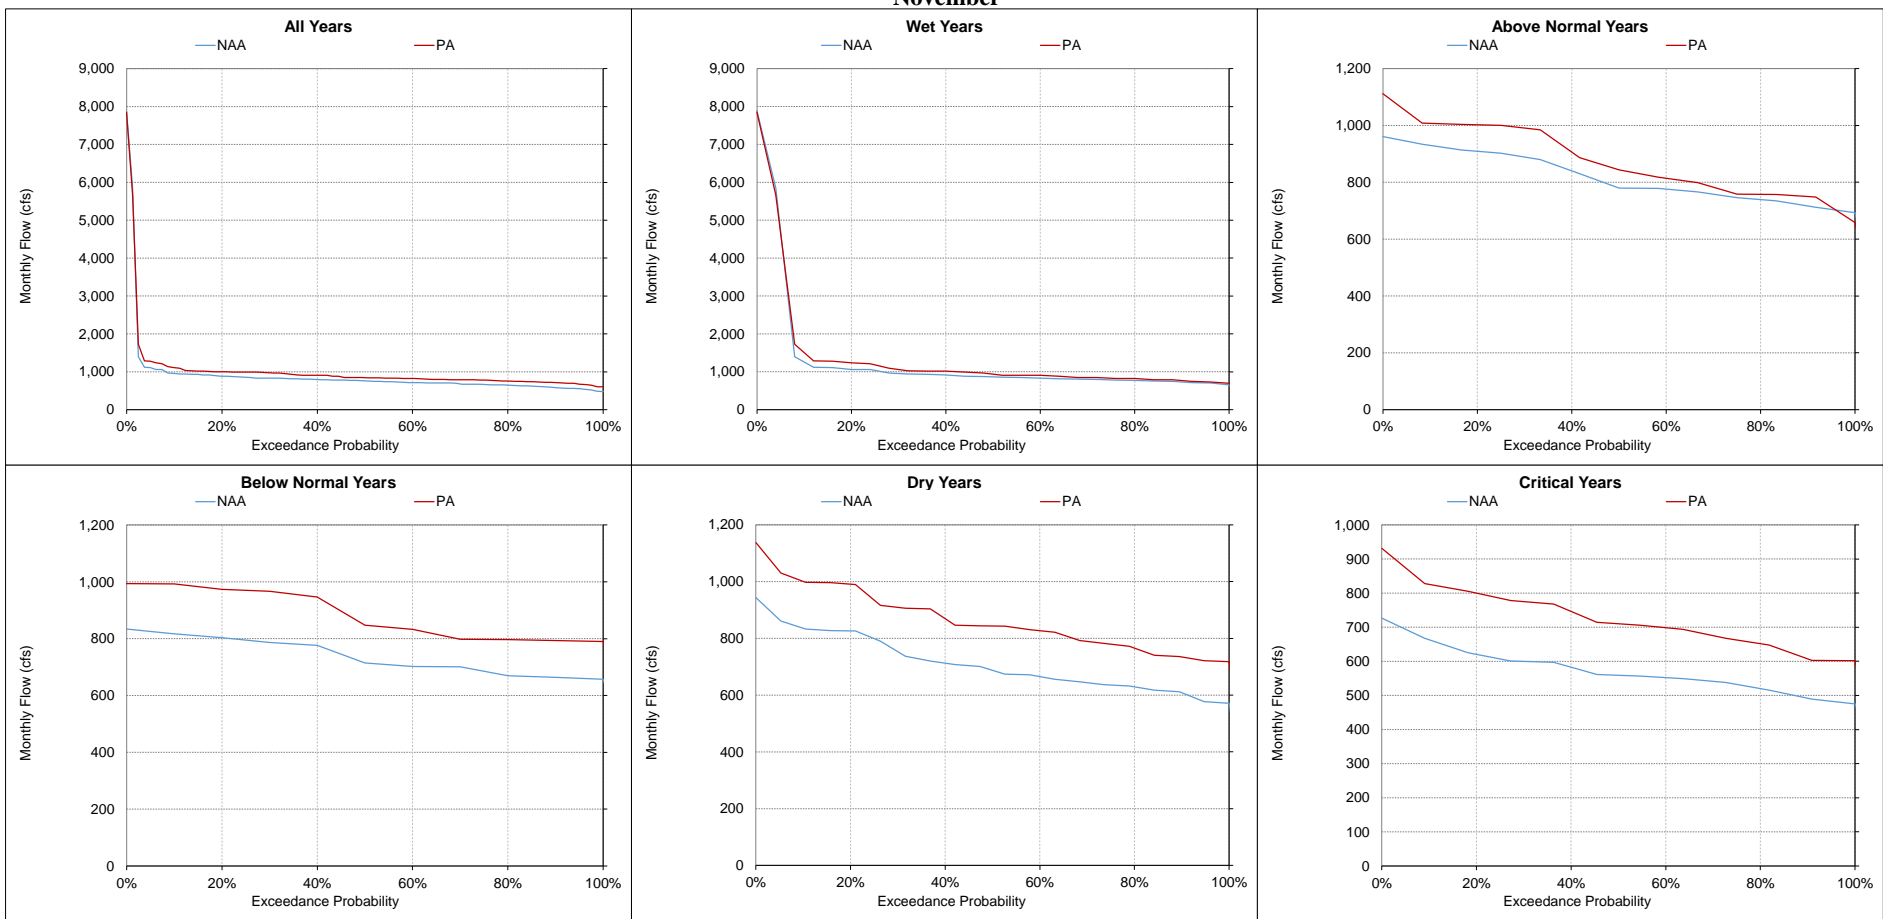 November
All Years
NAA PA
9,000
8,000
7,000
6,000
5,000
4,000
3,000
2,000
1,000
0
Monthly Flow (cfs)
0% 20% 40% 60% 80% 100%
Exceedance Probability
Wet Years
NAA PA
9,000
8,000
7,000
6,000
5,000
4,000
3,000
2,000
1,000
0
Monthly Flow (cfs)
0% 20% 40% 60% 80% 100%
Exceedance Probability
Above Normal Years
NAA PA
1,200
1,000
800
600
400
200
0
Monthly Flow (cfs)
0% 20% 40% 60% 80% 100%
Exceedance Probability
Below Normal Years
NAA PA
1,200
1,000
800
600
400
200
0
Monthly Flow (cfs)
0% 20% 40% 60% 80% 100%
Exceedance Probability
Dry Years
NAA PA
1,200
1,000
800
600
400
200
0
Monthly Flow (cfs)
0% 20% 40% 60% 80% 100%
Exceedance Probability
Critical Years
NAA PA
1,000
900
800
700
600
500
400
300
200
100
0
Monthly Flow (cfs)
0% 20% 40% 60% 80% 100%
Exceedance Probability